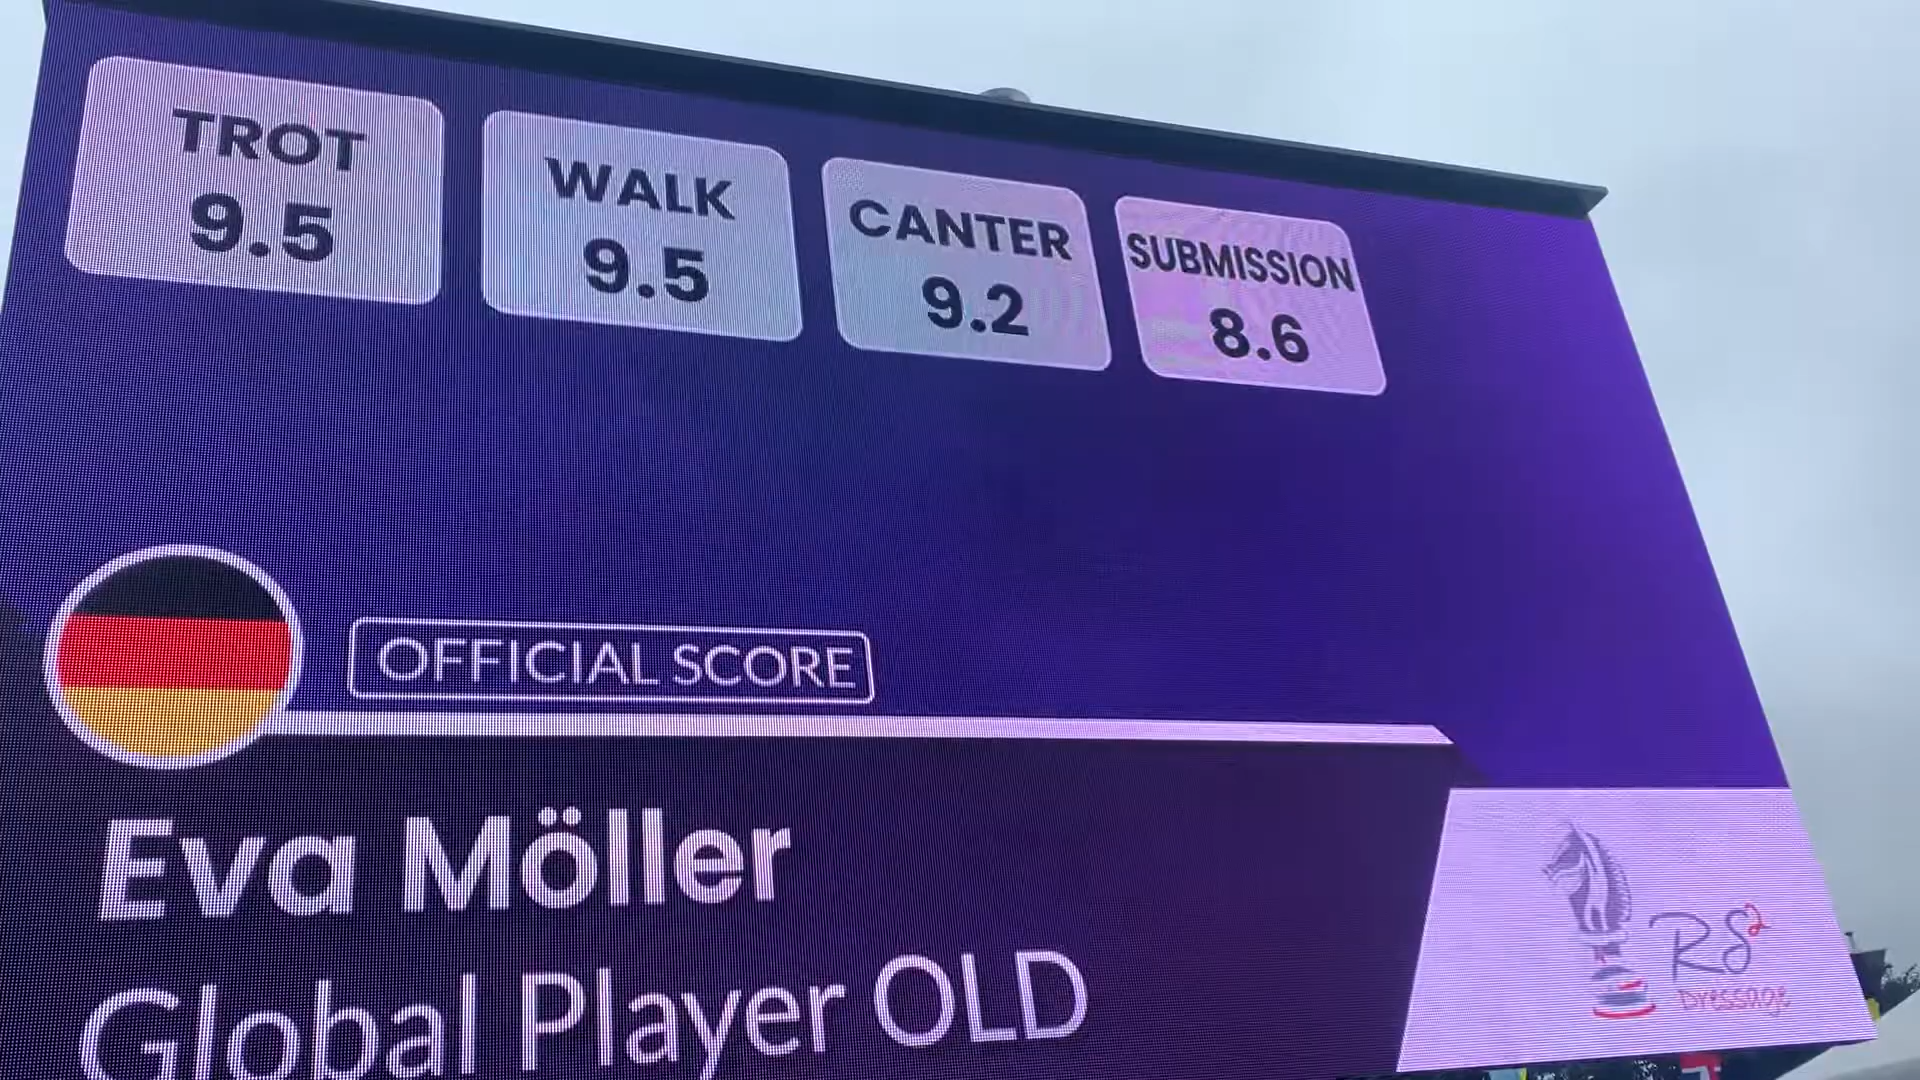 TROT
9.5
WALK
9.5
CANTER
9.2
SUBMISSION
8.6
OFFICIAL SCORE
Eva Möller
Global Player OLD
RS2
Dressage